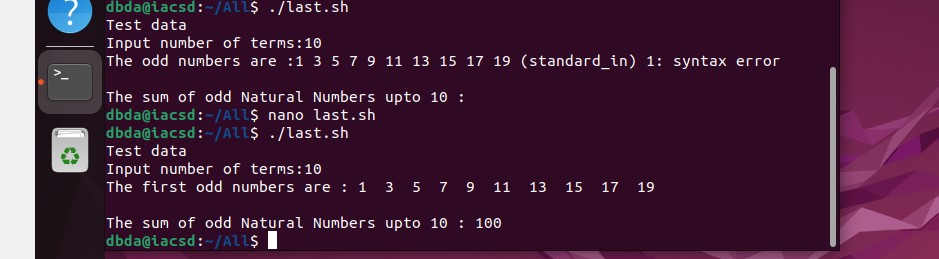 dbda@iacsd:~/All$ ./last.sh
Test data
Input number of terms:10
The odd numbers are :1 3 5 7 9 11 13 15 17 19 (standard_in) 1: syntax error
The sum of odd Natural Numbers upto 10 :
dbda@iacsd:~/All$ nano last.sh
dbda@iacsd:~/All$ ./last.sh
Test data
Input number of terms:10
The first odd numbers are : 1  3  5  7  9  11  13  15  17  19
The sum of odd Natural Numbers upto 10 : 100
dbda@iacsd:~/All$